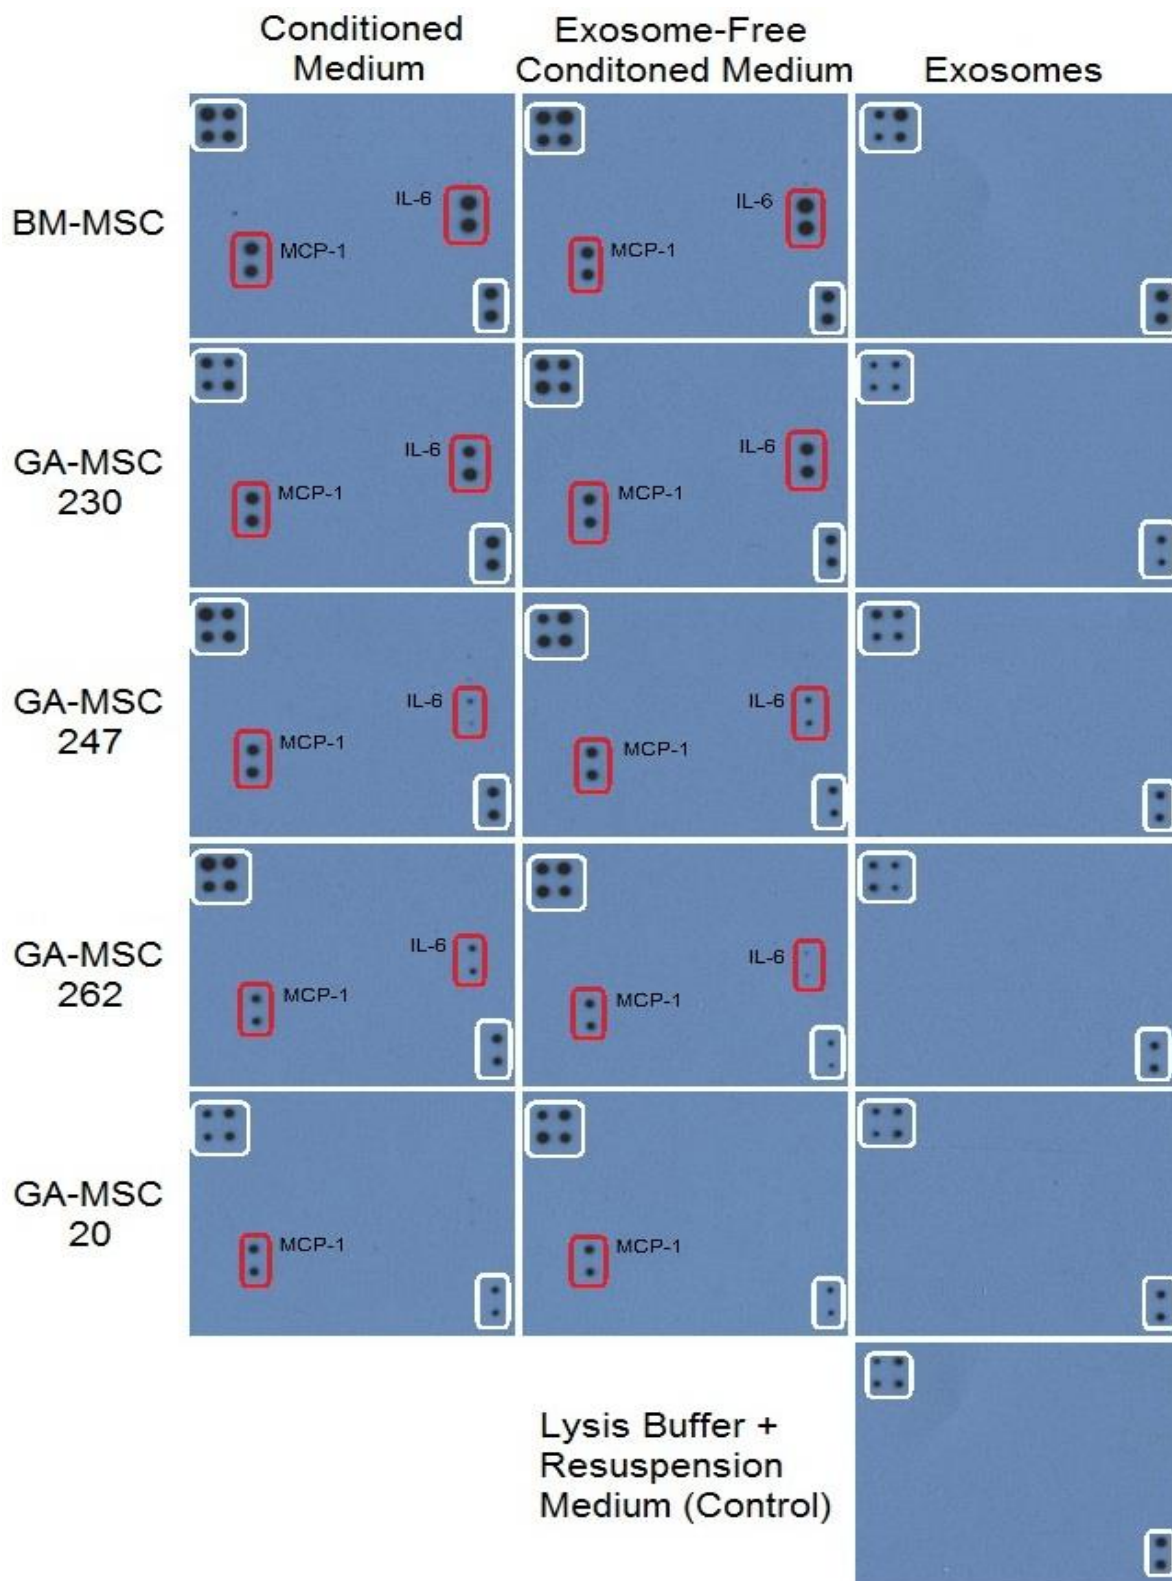 Conditioned
Medium
Exosome-Free
Conditoned Medium
Exosomes
BM-MSC
IL-6
MCP-1
IL-6
MCP-1
GA-MSC
230
IL-6
MCP-1
IL-6
MCP-1
GA-MSC
247
IL-6
MCP-1
IL-6
MCP-1
GA-MSC
262
IL-6
MCP-1
IL-6
MCP-1
GA-MSC
20
MCP-1
MCP-1
Lysis Buffer +
Resuspension
Medium (Control)